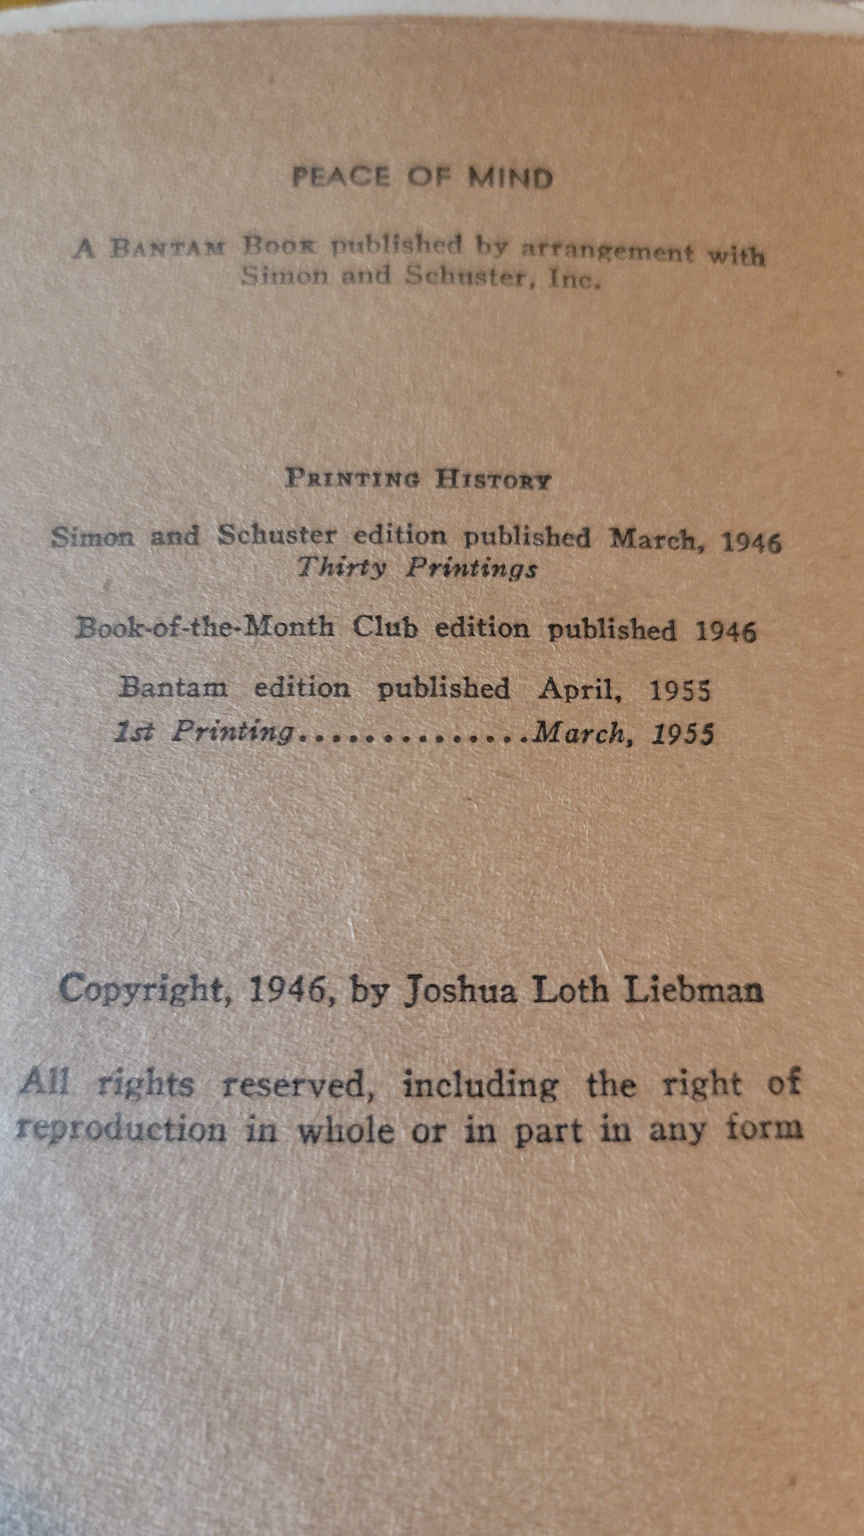 PEACE OF MIND
A BANTAM BOOK published by arrangement with
Simon and Schuster, Inc.
PRINTING HISTORY
Simon and Schuster edition published March, 1946
Thirty Printings
Book-of-the-Month Club edition published 1946
Bantam edition published April, 1955
1st Printing..............March, 1955
Copyright, 1946, by Joshua Loth Liebman
All rights reserved, including the right of
reproduction in whole or in part in any form